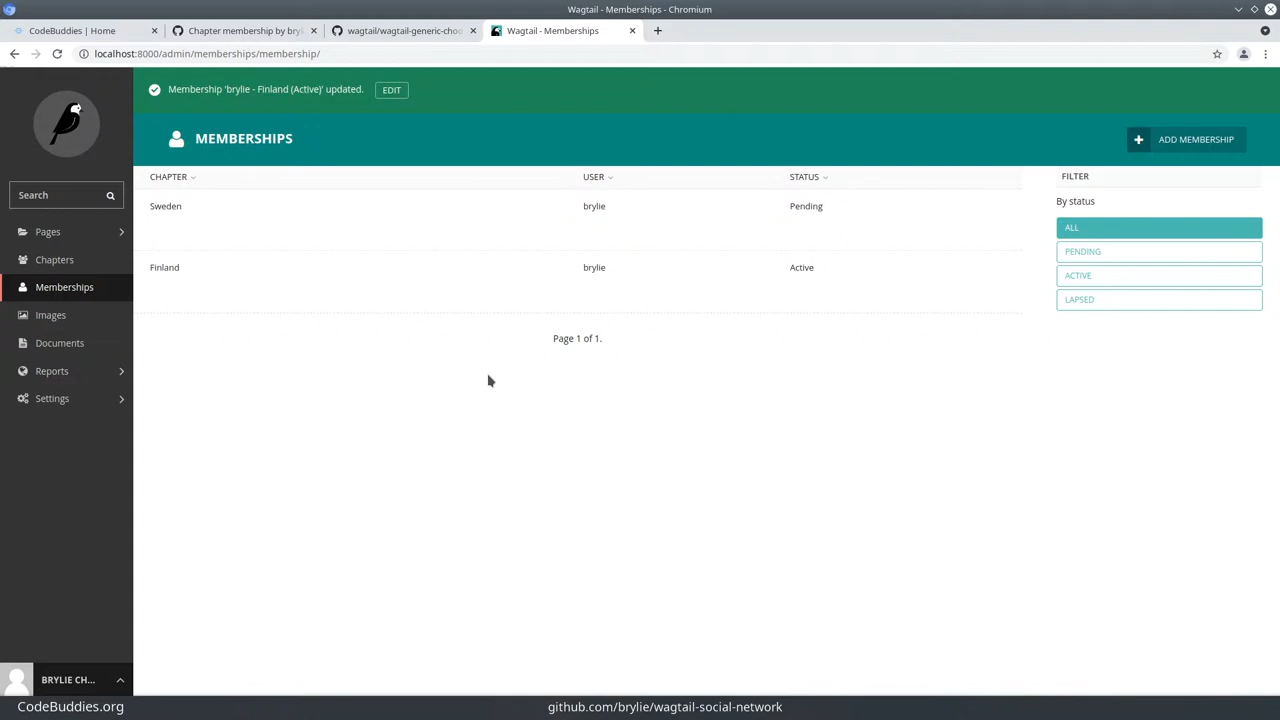 Wagtail - Memberships - Chromium
CodeBuddies | Home
Chapter membership by bryli
wagtail/wagtail-generic-choo
Wagtail - Memberships
localhost:8000/admin/memberships/membership/
Membership 'brylie - Finland (Active)' updated.
EDIT
MEMBERSHIPS
ADD MEMBERSHIP
Search
Pages
Chapters
Memberships
Images
Documents
Reports
Settings
BRYLIE CH...
CHAPTER
USER
STATUS
Sweden
brylie
Pending
Finland
brylie
Active
Page 1 of 1.
FILTER
By status
ALL
PENDING
ACTIVE
LAPSED
CodeBuddies.org
github.com/brylie/wagtail-social-network